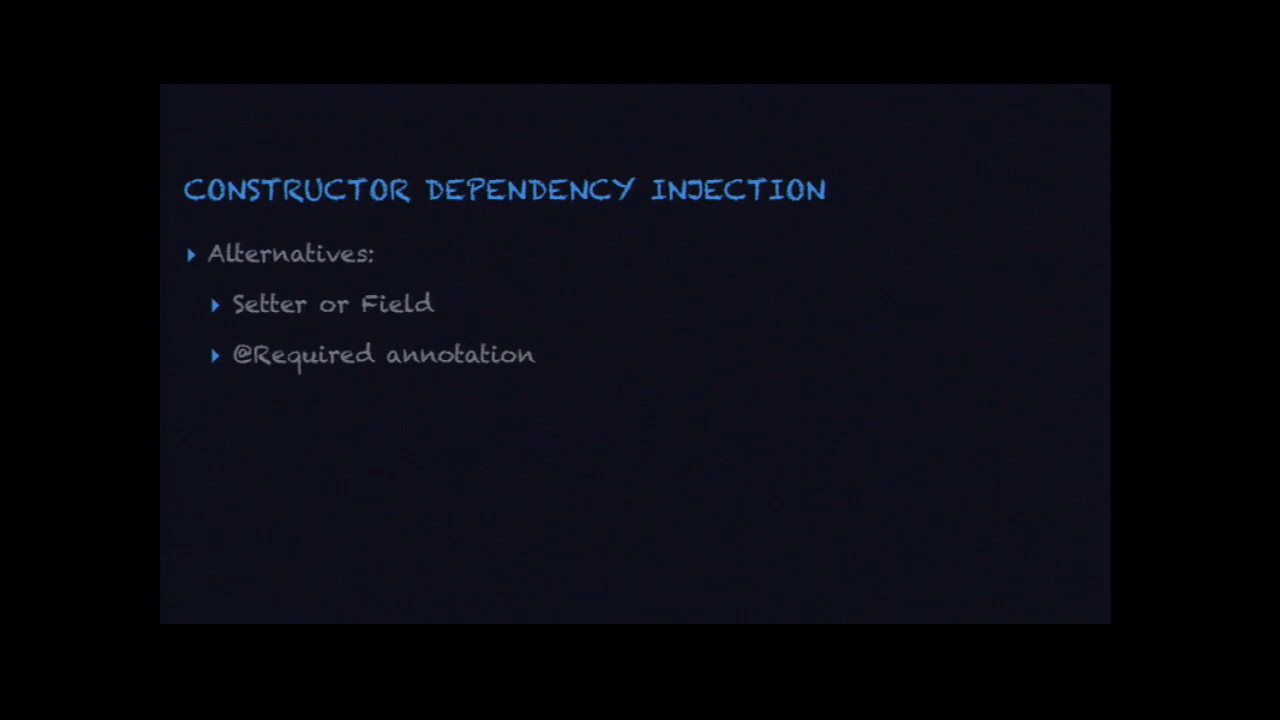 CONSTRUCTOR DEPENDENCY INJECTION
Alternatives:
Setter or Field
@Required annotation